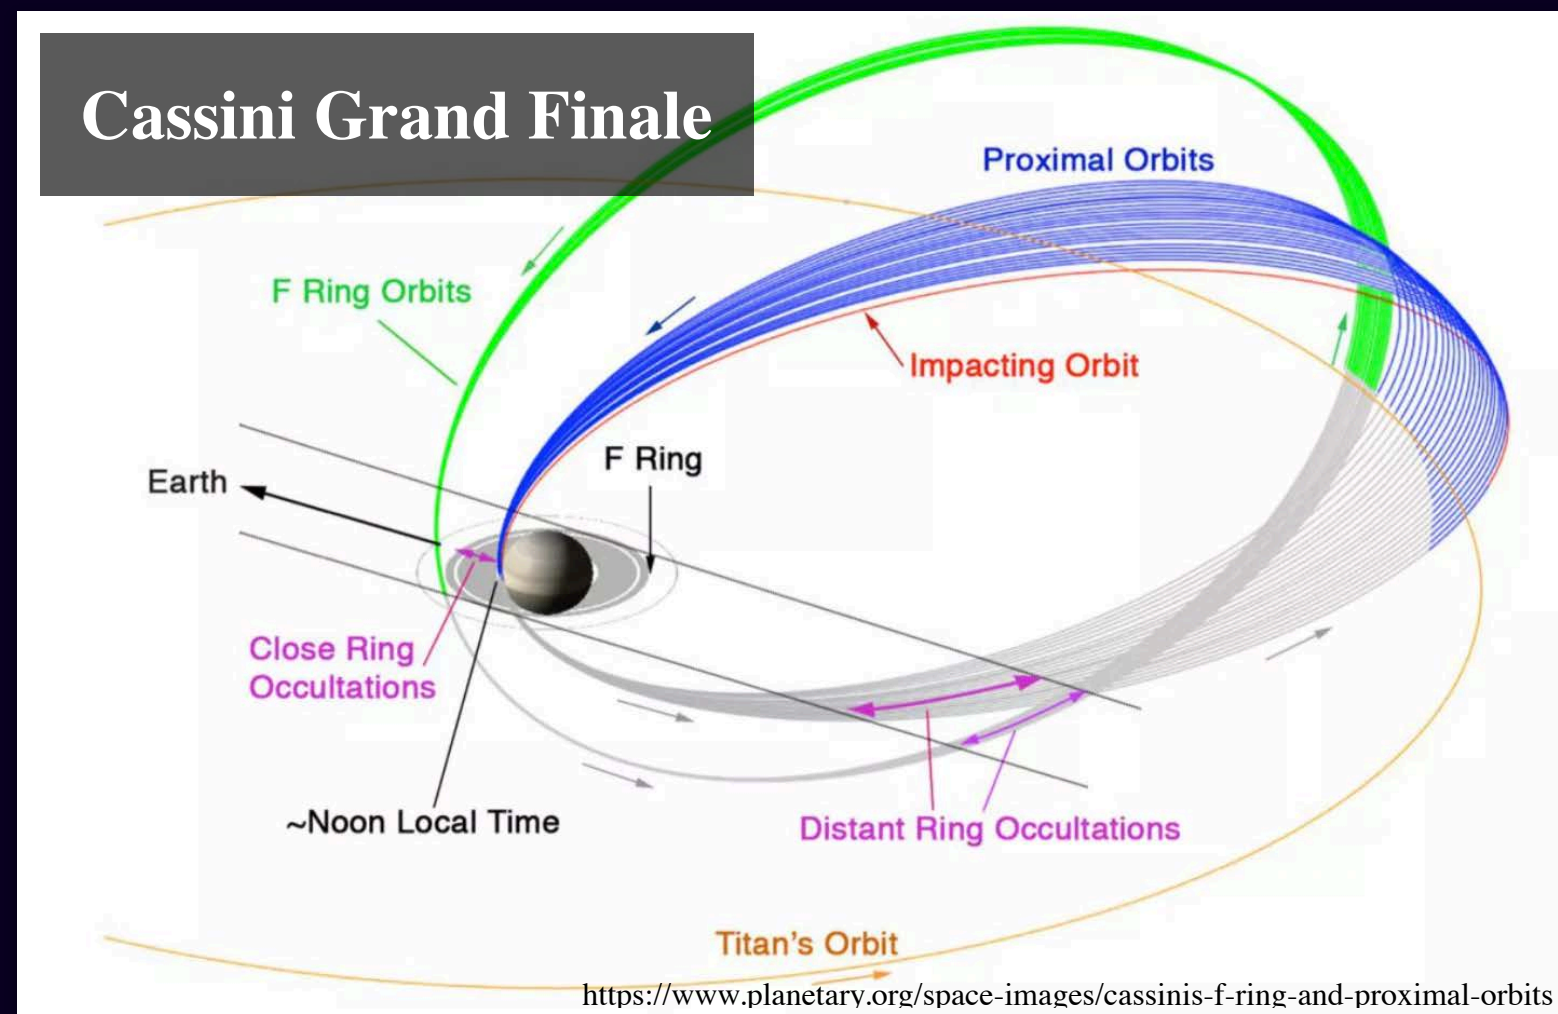 Cassini Grand Finale
Proximal Orbits
F Ring Orbits
Impacting Orbit
F Ring
Earth
Close Ring
Occultations
~Noon Local Time
Distant Ring Occultations
Titan’s Orbit
https://www.planetary.org/space-images/cassinis-f-ring-and-proximal-orbits